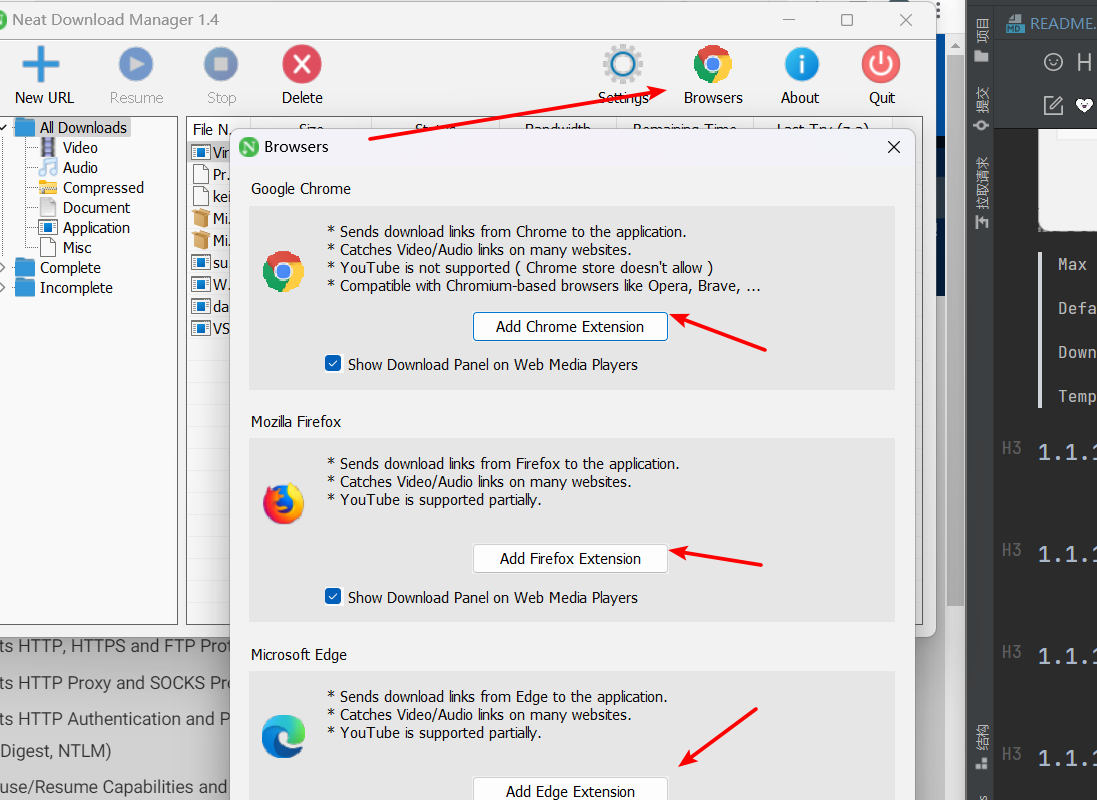 Neat Download Manager 1.4
New URL
Resume
Stop
Delete
Settings
Browsers
About
Quit
All Downloads
Video
Audio
Compressed
Document
Application
Misc
Complete
Incomplete
File N
Size
Status
Bandwidth
Remaining Time
Last Try (z-a)
Vir
Pr.
kei
Mi.
Mi.
su
W.
da
VS
Browsers
Google Chrome
* Sends download links from Chrome to the application.
* Catches Video/Audio links on many websites.
* YouTube is not supported ( Chrome store doesn't allow )
* Compatible with Chromium-based browsers like Opera, Brave, ...
Add Chrome Extension
Show Download Panel on Web Media Players
Mozilla Firefox
* Sends download links from Firefox to the application.
* Catches Video/Audio links on many websites.
* YouTube is supported partially.
Add Firefox Extension
Show Download Panel on Web Media Players
Microsoft Edge
* Sends download links from Edge to the application.
* Catches Video/Audio links on many websites.
* YouTube is supported partially.
Add Edge Extension
ts HTTP, HTTPS and FTP Prot
ts HTTP Proxy and SOCKS Pr
ts HTTP Authentication and P
Digest, NTLM)
use/Resume Capabilities and
项目
提交
拉取请求
结构
MD
README.
H
Max
Defa
Down
Temp
H3 1.1.1
H3 1.1.1
H3 1.1.1
H3 1.1.1